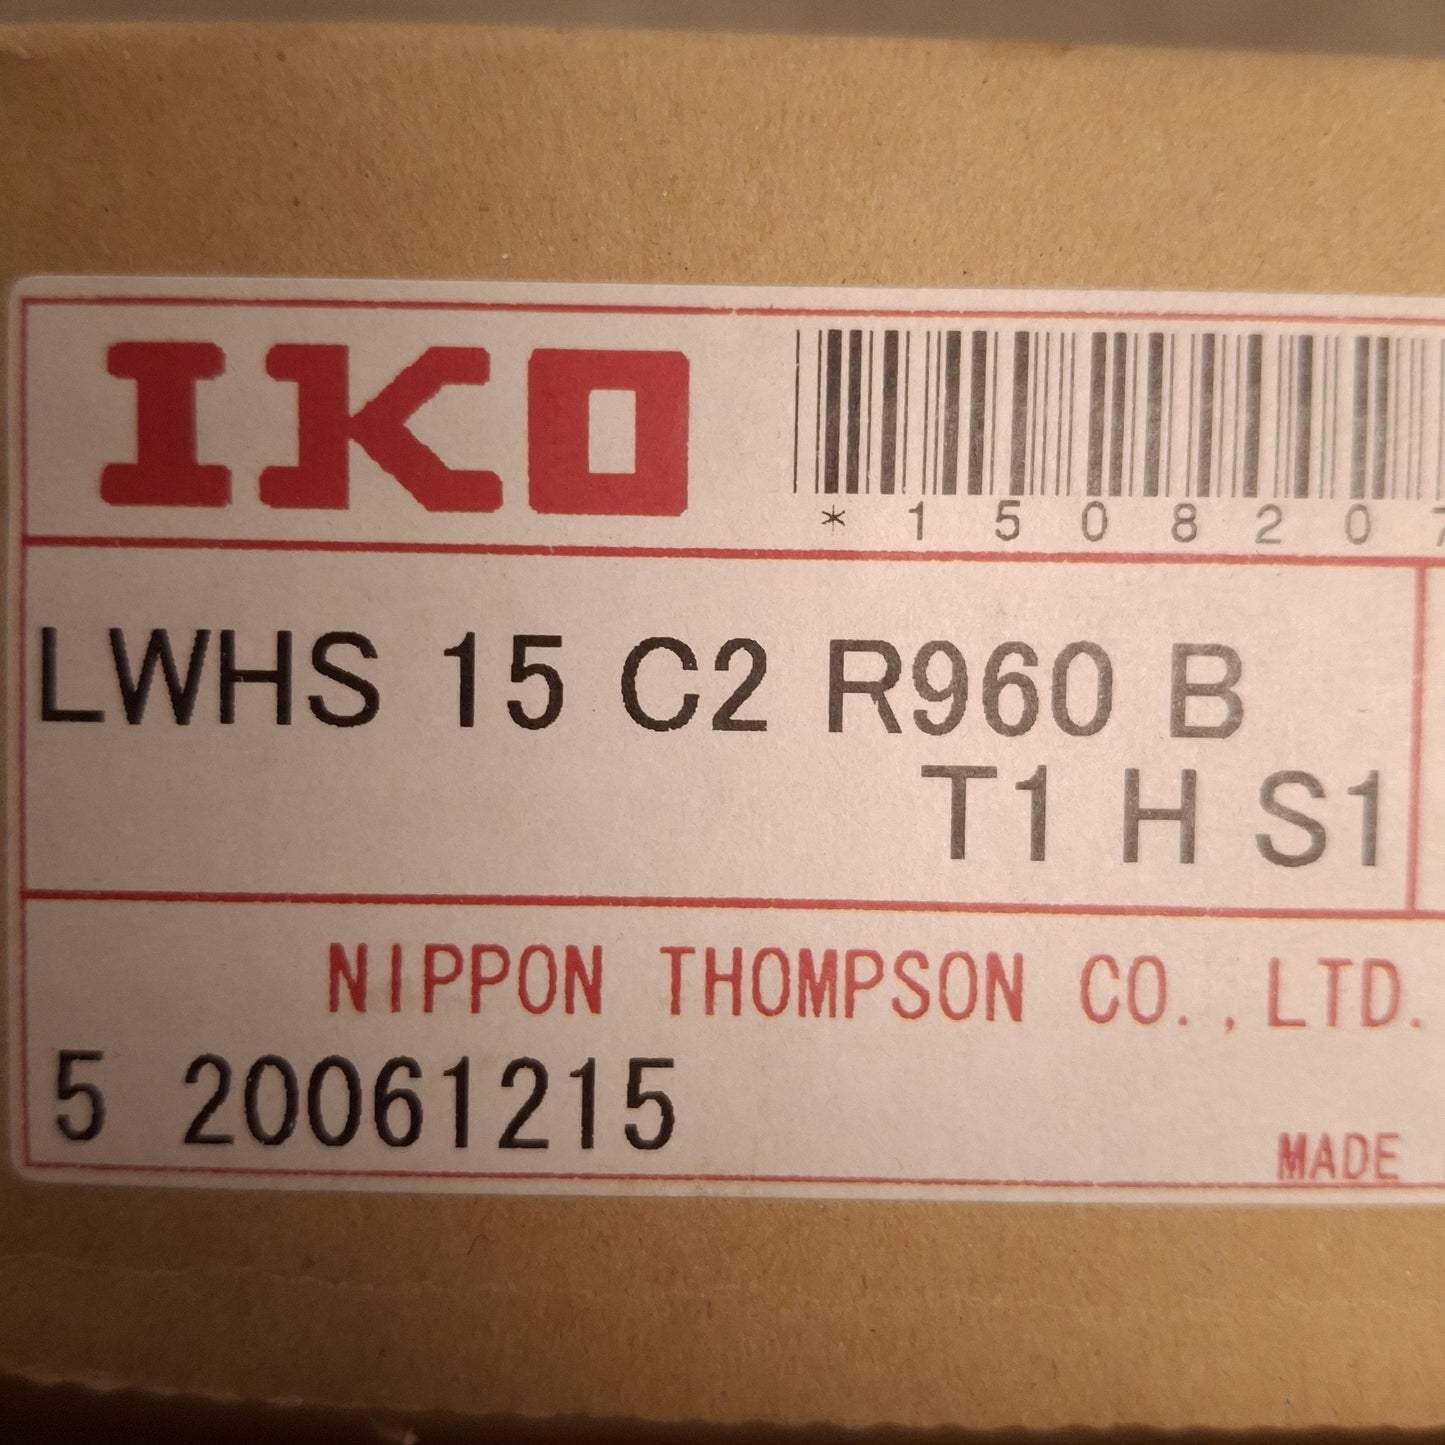 IKO
*150820
LWHS 15 C2 R960 B
T1 H S1
NIPPON THOMPSON CO.,LTD.
5 20061215
MADE